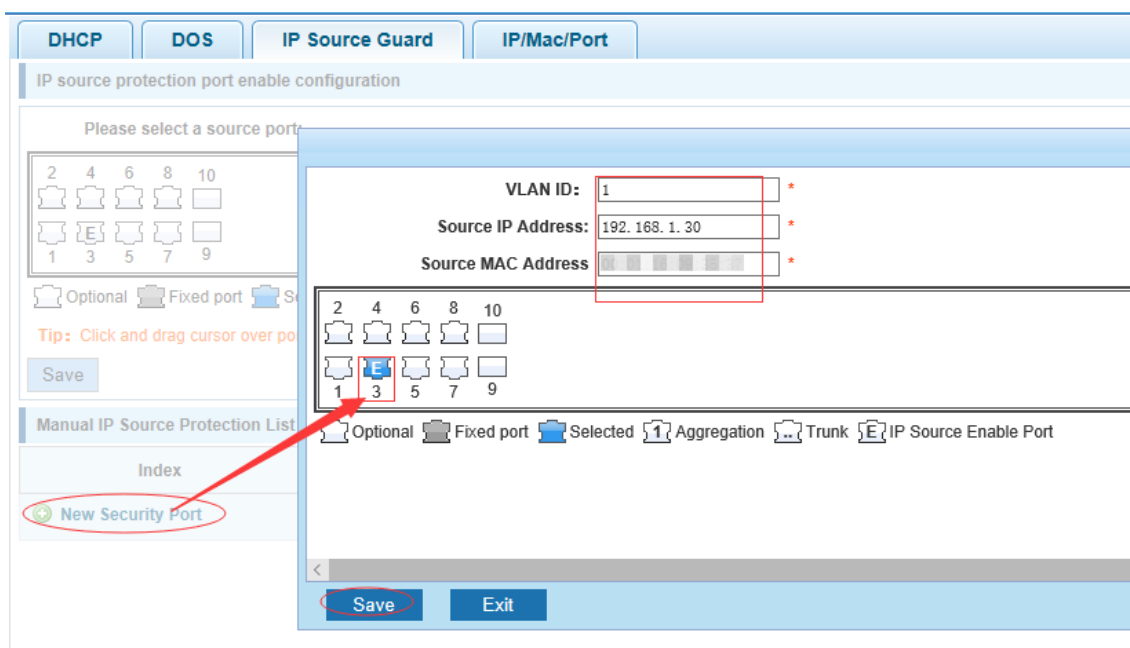 DHCP DOS IP Source Guard IP/Mac/Port
IP source protection port enable configuration
Please select a source port:
2 4 6 8 10
E
1 3 5 7 9
Optional Fixed port
Tip: Click and drag cursor over
Save
Manual IP Source Protection List
Index
New Security Port
VLAN ID: 1 *
Source IP Address: 192.168.1.30 *
Source MAC Address *
2 4 6 8 10
E
1 3 5 7 9
Optional Fixed port Selected 1 Aggregation .. Trunk E IP Source Enable Port
<
Save Exit